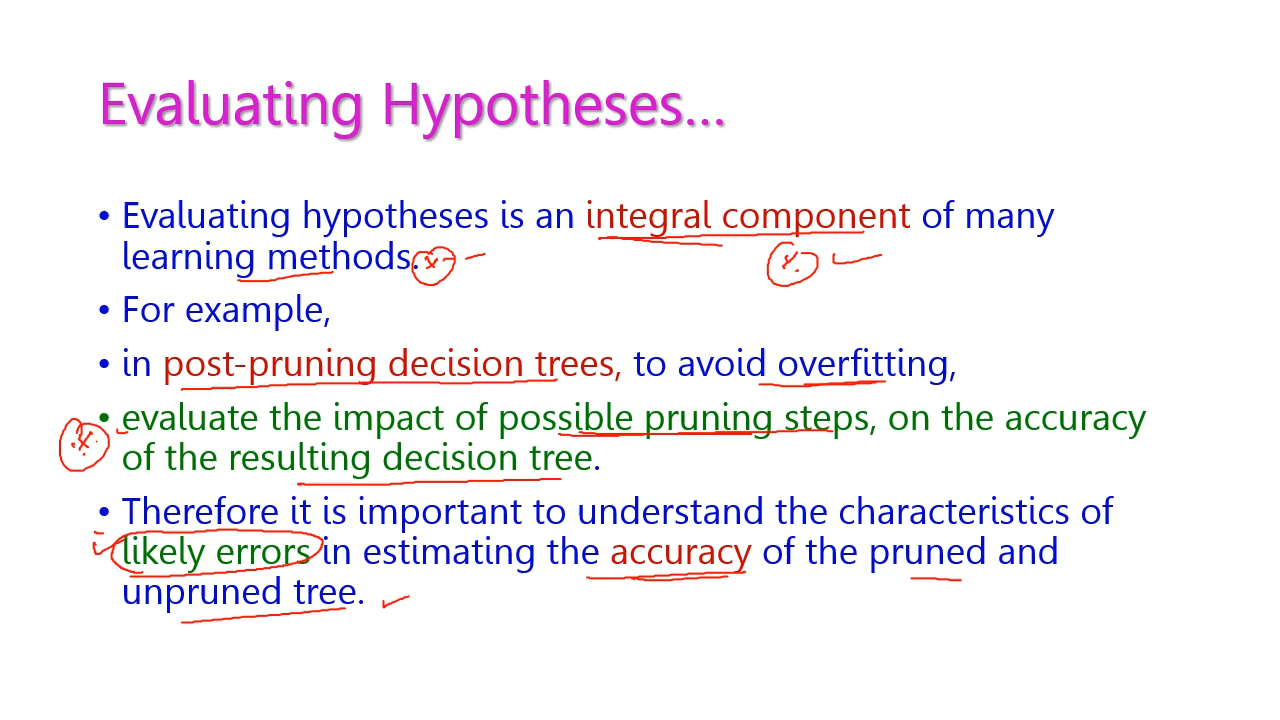 Evaluating Hypotheses...
• Evaluating hypotheses is an integral component of many
learning methods.
• For example,
• in post-pruning decision trees, to avoid overfitting,
• evaluate the impact of possible pruning steps, on the accuracy
of the resulting decision tree.
• Therefore it is important to understand the characteristics of
likely errors in estimating the accuracy of the pruned and
unpruned tree.